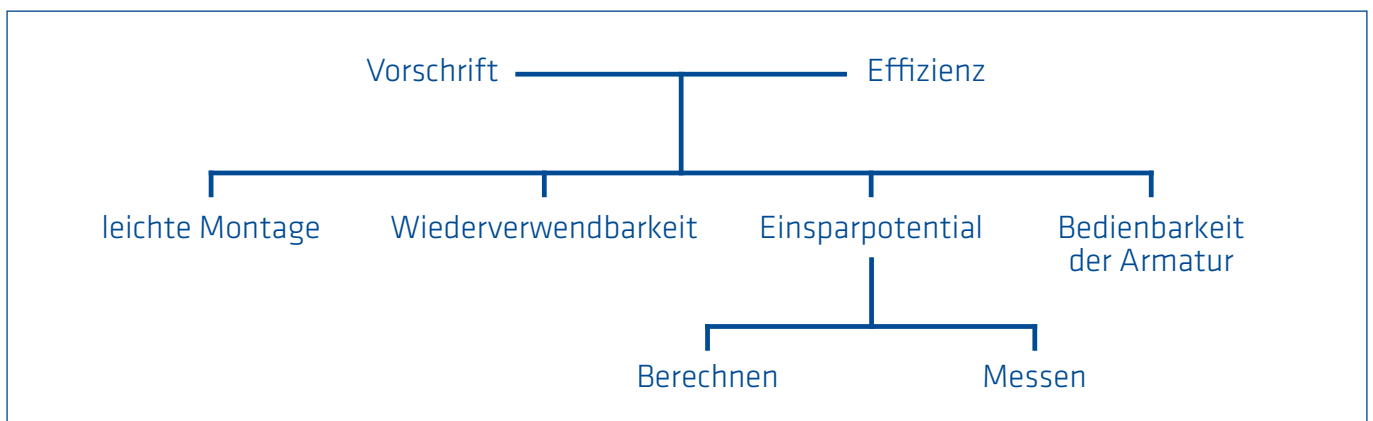 Vorschrift
Effizienz
leichte Montage
Wiederverwendbarkeit
Einsparpotential
Bedienbarkeit
der Armatur
Berechnen
Messen